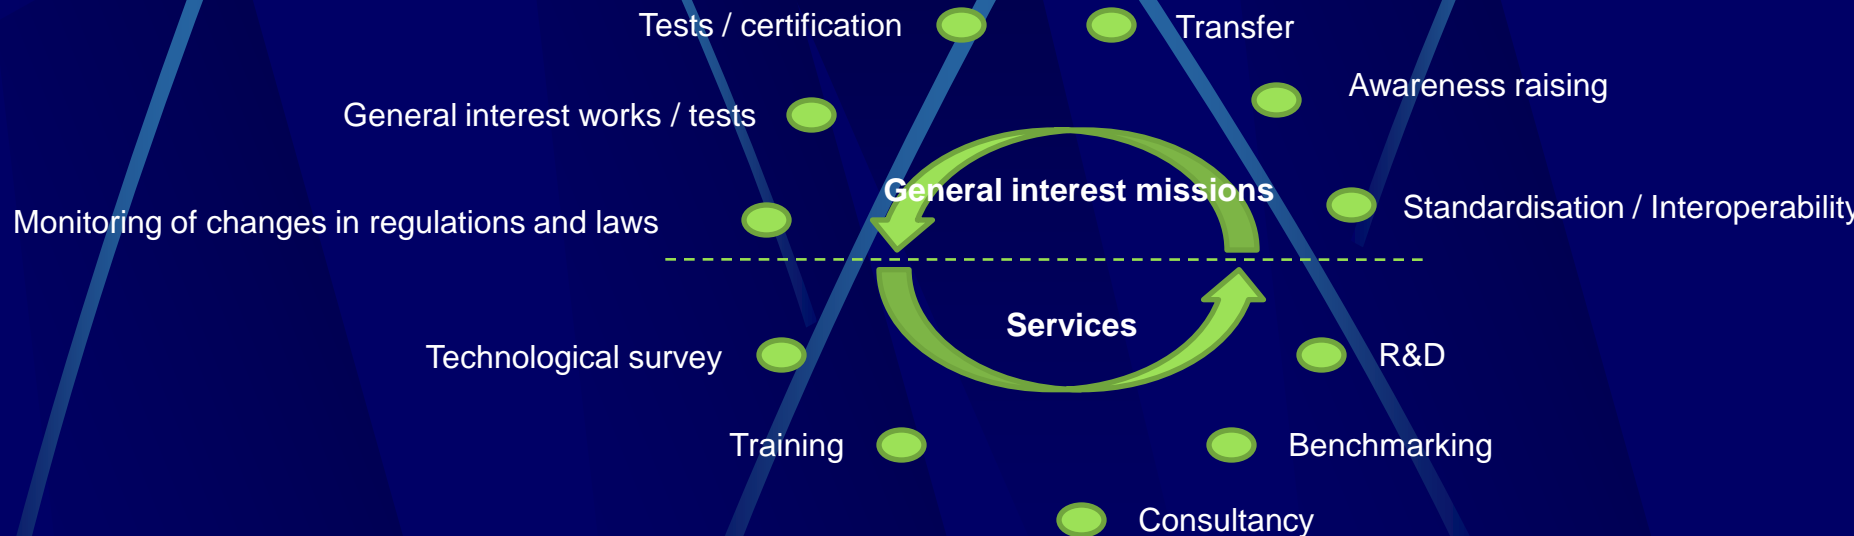 Tests / certification
Transfer
Awareness raising
General interest works / tests
General interest missions
Standardisation / Interoperability
Monitoring of changes in regulations and laws
Services
Technological survey
R&D
Training
Benchmarking
Consultancy